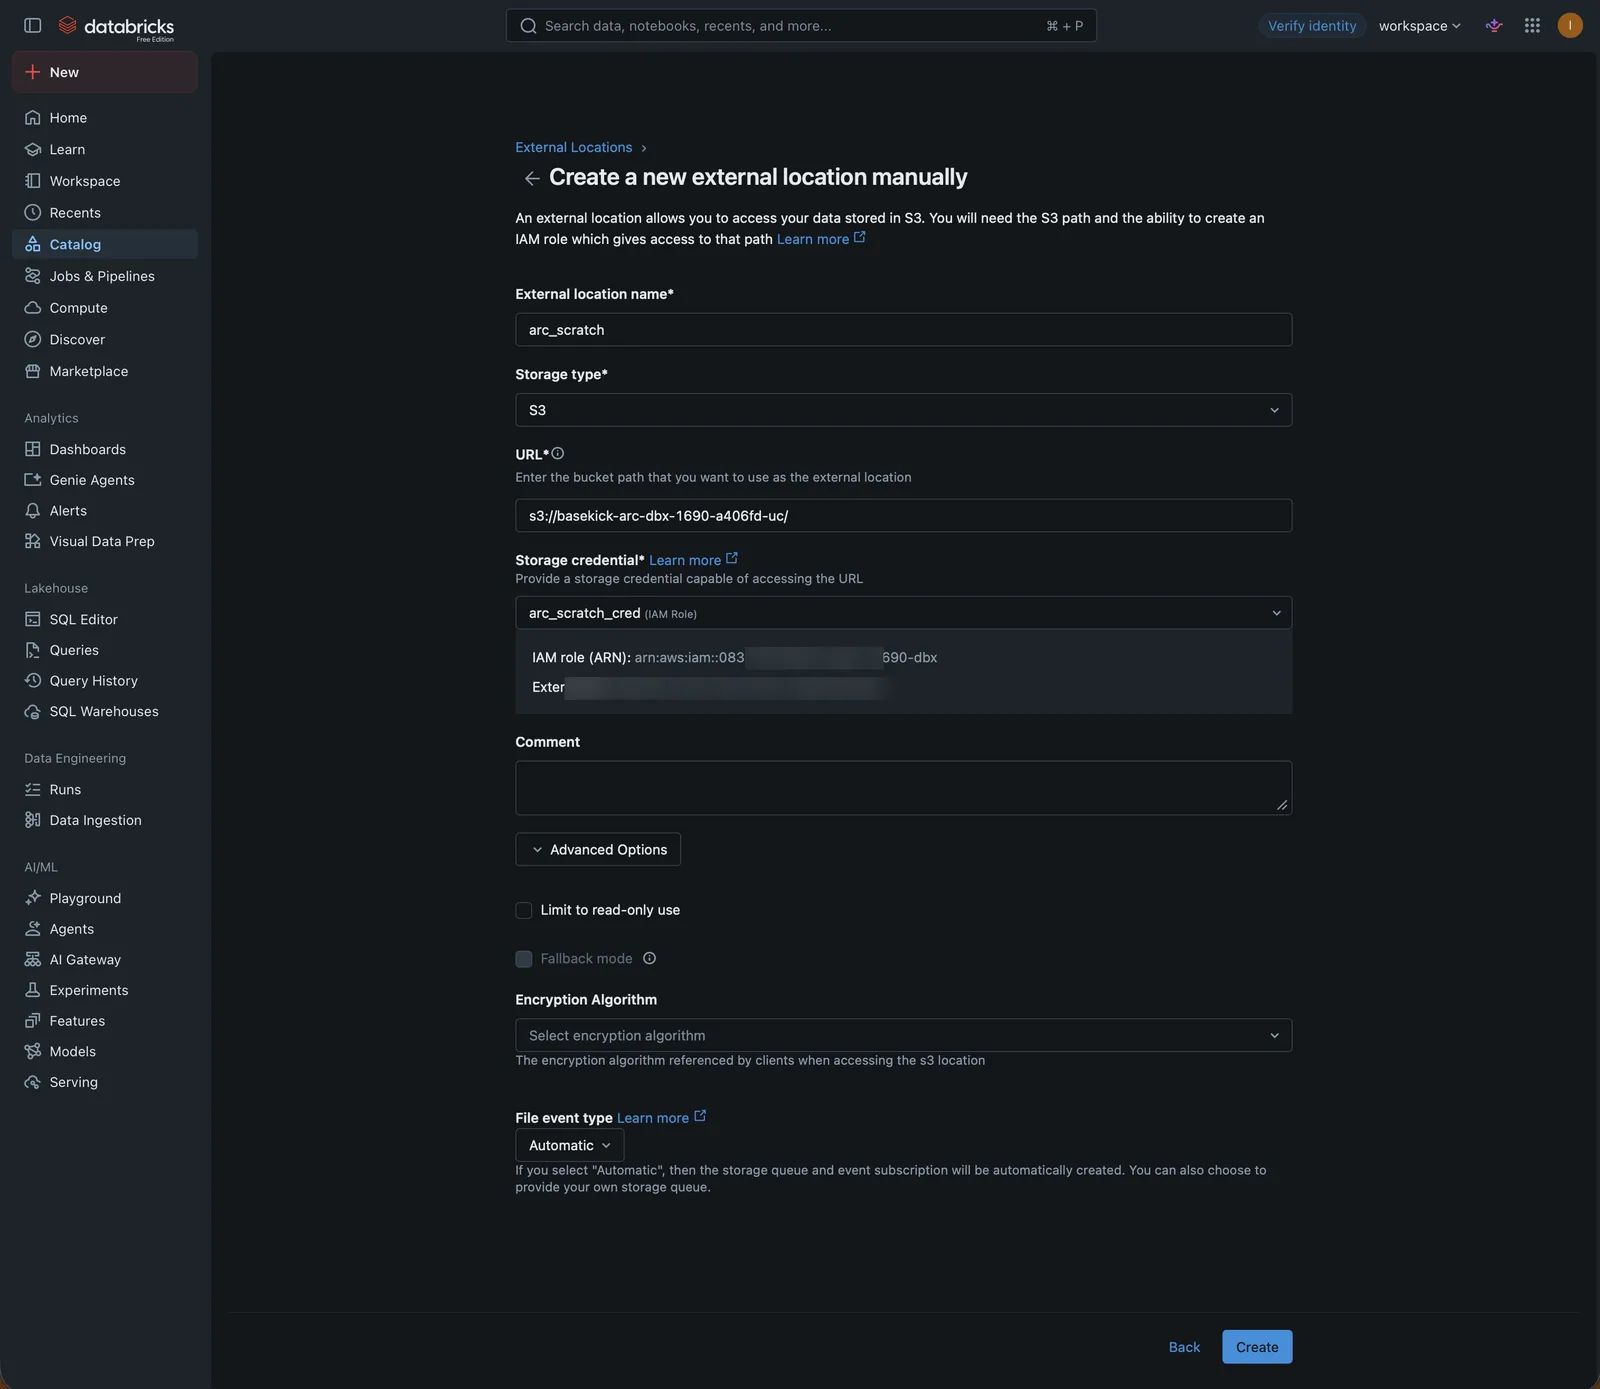 databricks
Free Edition
Search data, notebooks, recents, and more...
⌘ + P
Verify identity
workspace
I
New
Home
Learn
Workspace
Recents
Catalog
Jobs & Pipelines
Compute
Discover
Marketplace
Analytics
Dashboards
Genie Agents
Alerts
Visual Data Prep
Lakehouse
SQL Editor
Queries
Query History
SQL Warehouses
Data Engineering
Runs
Data Ingestion
AI/ML
Playground
Agents
AI Gateway
Experiments
Features
Models
Serving
External Locations ›
Create a new external location manually
An external location allows you to access your data stored in S3. You will need the S3 path and the ability to create an
IAM role which gives access to that path Learn more
External location name*
arc_scratch
Storage type*
S3
URL*
Enter the bucket path that you want to use as the external location
s3://basekick-arc-dbx-1690-a406fd-uc/
Storage credential* Learn more
Provide a storage credential capable of accessing the URL
arc_scratch_cred (IAM Role)
IAM role (ARN): arn:aws:iam::083 690-dbx
Exter
Comment
Advanced Options
Limit to read-only use
Fallback mode
Encryption Algorithm
Select encryption algorithm
The encryption algorithm referenced by clients when accessing the s3 location
File event type Learn more
Automatic
If you select "Automatic", then the storage queue and event subscription will be automatically created. You can also choose to
provide your own storage queue.
Back
Create